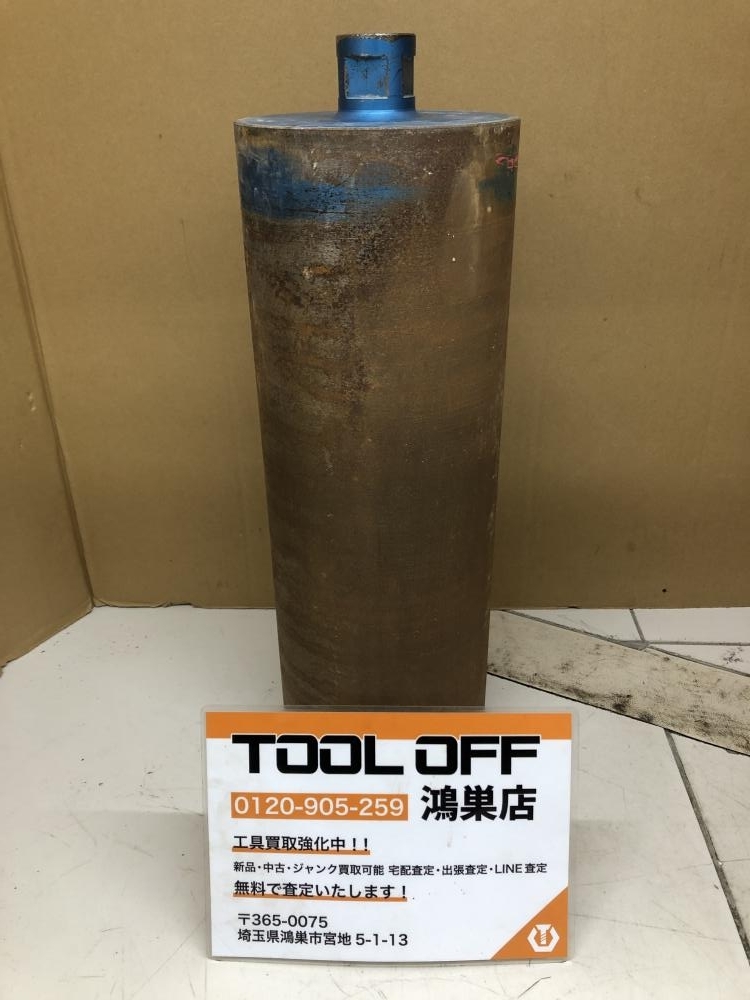 TOOL OFF
0120-905-259 鴻巣店
工具買取強化中！！
新品・中古・ジャンク買取可能 宅配査定・出張査定・LINE査定
無料で査定いたします！
〒365-0075
埼玉県鴻巣市宮地 5-1-13